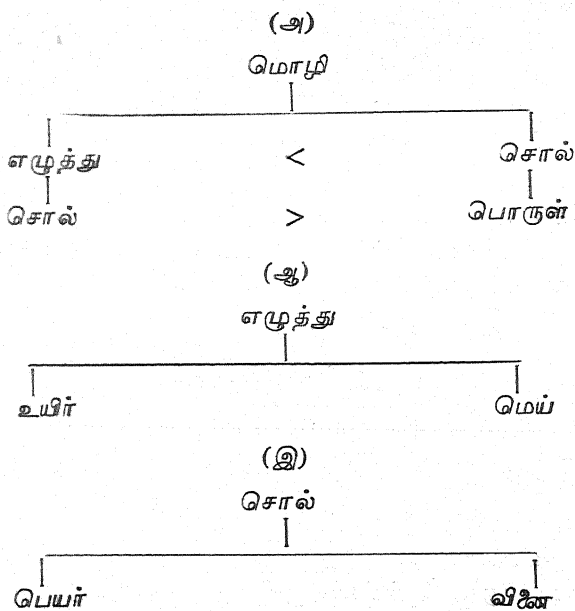 (அ)
மொழி
எழுத்து < சொல்
சொல் > பொருள்
(ஆ)
எழுத்து
உயிர் மெய்
(இ)
சொல்
பெயர் வினை